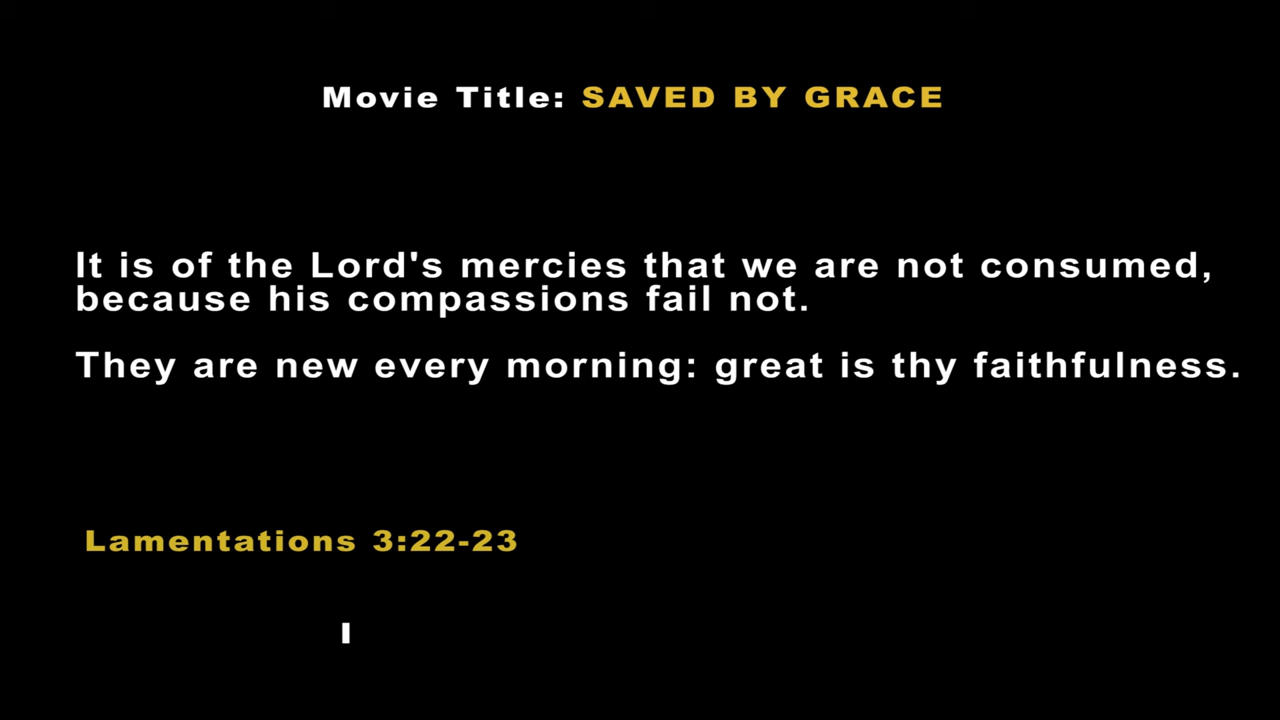 Movie Title: SAVED BY GRACE
It is of the Lord's mercies that we are not consumed,
because his compassions fail not.
They are new every morning: great is thy faithfulness.
Lamentations 3:22-23
I